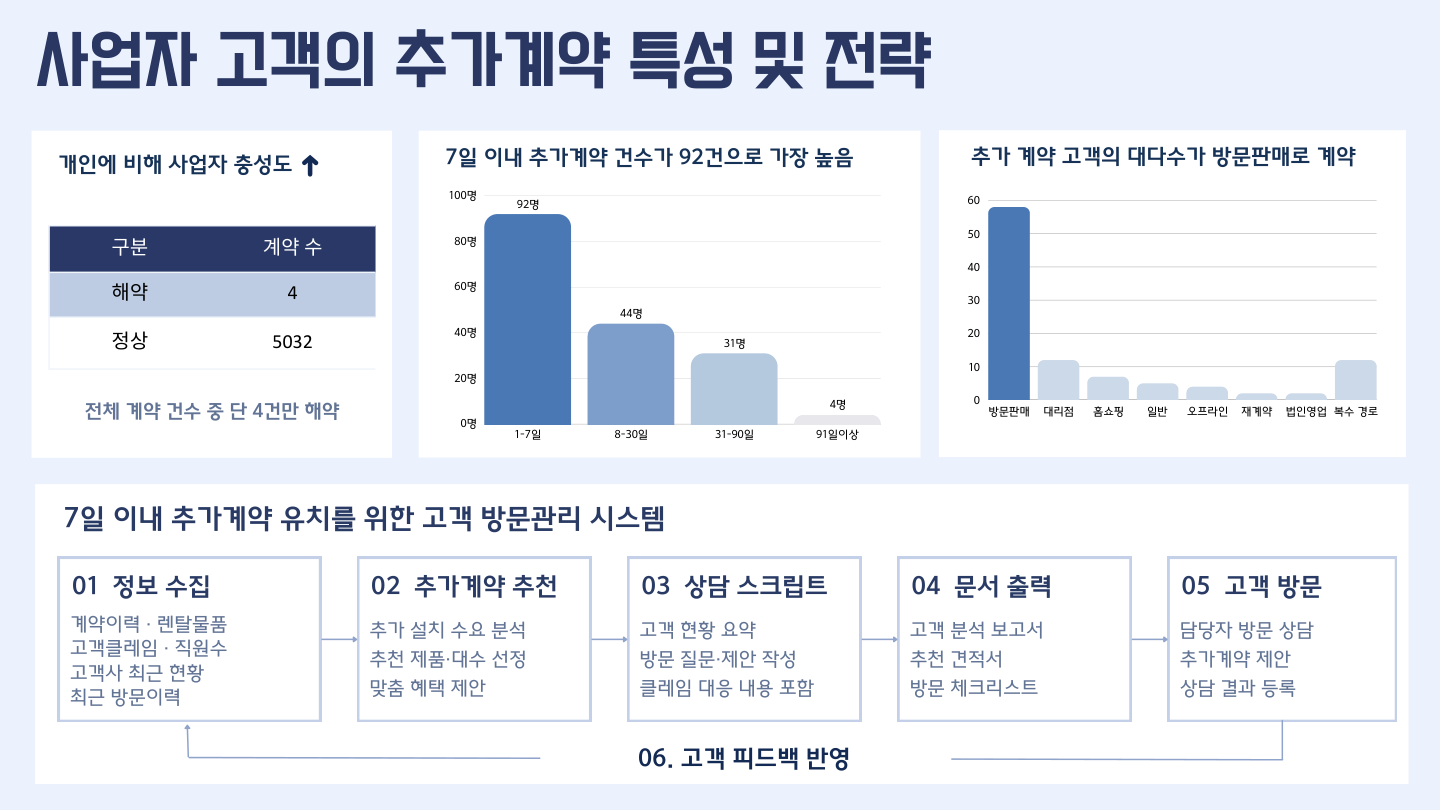 사업자 고객의 추가계약 특성 및 전략
개인에 비해 사업자 충성도
구분 계약 수
해약 4
정상 5032
전체 계약 건수 중 단 4건만 해약
7일 이내 추가계약 건수가 92건으로 가장 높음
100명
80명
60명
40명
20명
0명
92명
44명
31명
4명
1-7일 8-30일 31-90일 91일이상
추가 계약 고객의 대다수가 방문판매로 계약
60
50
40
30
20
10
0
방문판매 대리점 홈쇼핑 일반 오프라인 재계약 법인영업 복수 경로
7일 이내 추가계약 유치를 위한 고객 방문관리 시스템
01 정보 수집
계약이력 · 렌탈물품
고객클레임 · 직원수
고객사 최근 현황
최근 방문이력
02 추가계약 추천
추가 설치 수요 분석
추천 제품·대수 선정
맞춤 혜택 제안
03 상담 스크립트
고객 현황 요약
방문 질문·제안 작성
클레임 대응 내용 포함
04 문서 출력
고객 분석 보고서
추천 견적서
방문 체크리스트
05 고객 방문
담당자 방문 상담
추가계약 제안
상담 결과 등록
06. 고객 피드백 반영